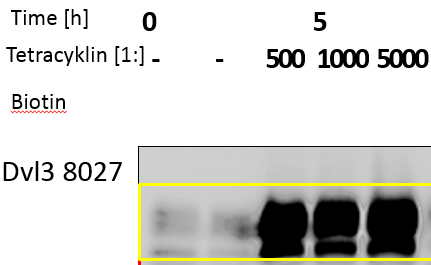 Time [h] 0 5
Tetracyklin [1:] - - 500 1000 5000
Biotin
Dvl3 8027